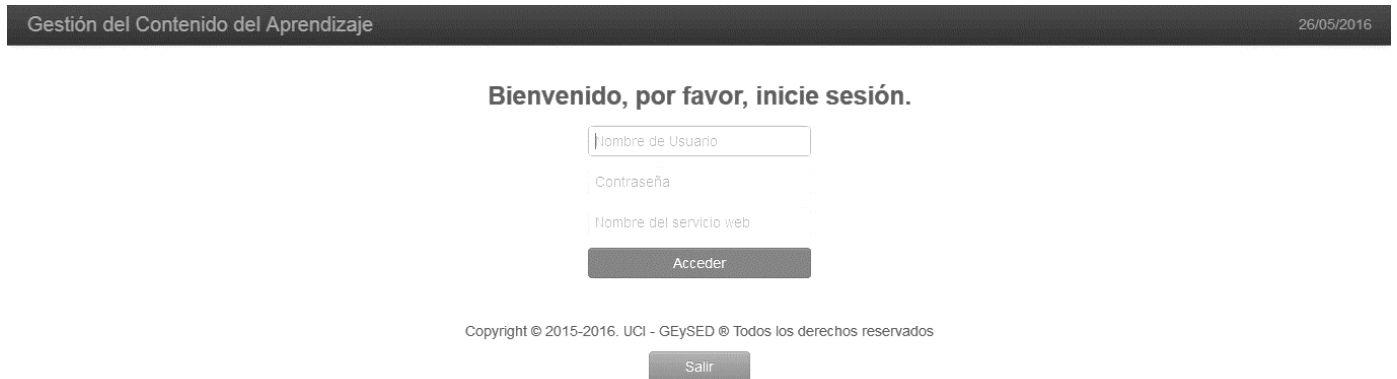 Gestión del Contenido del Aprendizaje
26/05/2016
Bienvenido, por favor, inicie sesión.
Nombre de Usuario
Contraseña
Nombre del servicio web
Acceder
Copyright © 2015-2016. UCI - GEySED ® Todos los derechos reservados
Salir